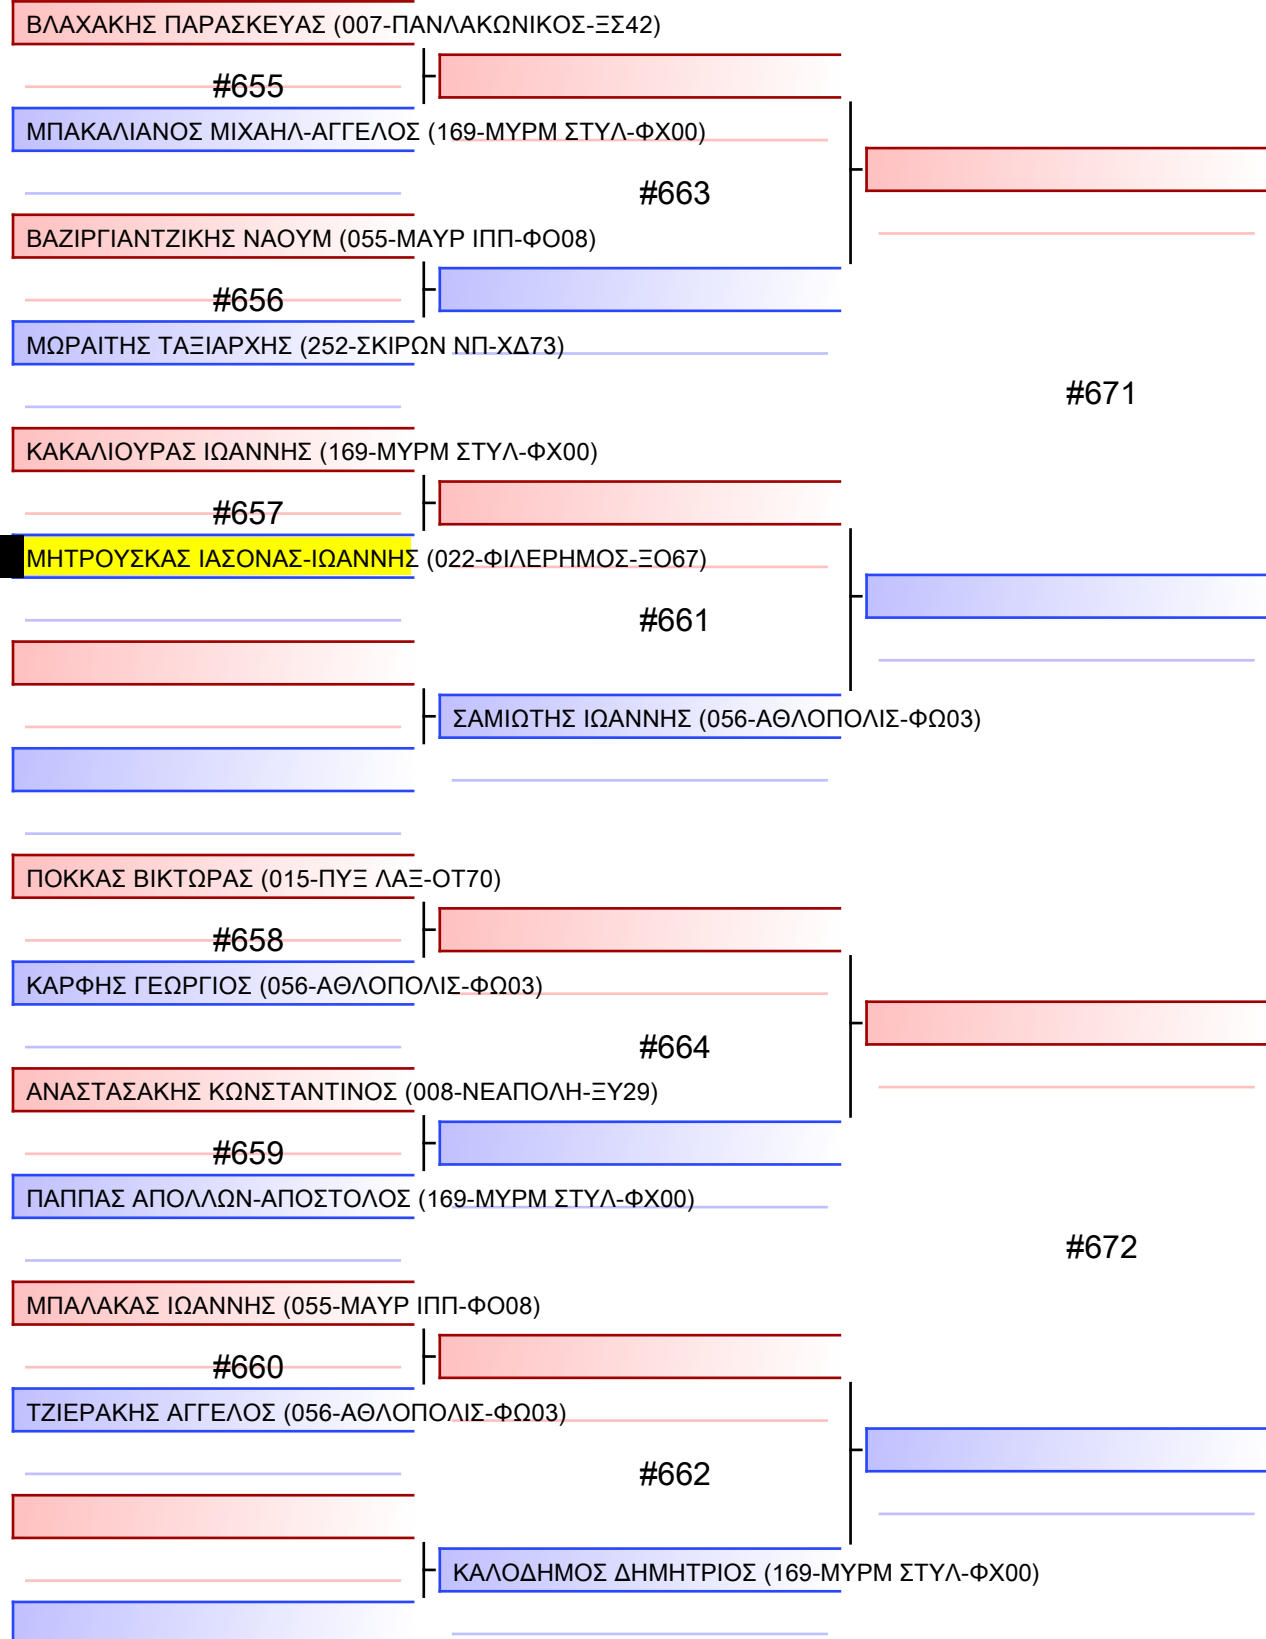 ΒΛΑΧΑΚΗΣ ΠΑΡΑΣΚΕΥΑΣ (007-ΠΑΝΛΑΚΩΝΙΚΟΣ-ΞΣ42)
#655
ΜΠΑΚΑΛΙΑΝΟΣ ΜΙΧΑΗΛ-ΑΓΓΕΛΟΣ (169-ΜΥΡΜ ΣΤΥΛ-ΦΧ00)
#663
ΒΑΖΙΡΓΙΑΝΤΖΙΚΗΣ ΝΑΟΥΜ (055-ΜΑΥΡ ΙΠΠ-ΦΟ08)
#656
ΜΩΡΑΙΤΗΣ ΤΑΞΙΑΡΧΗΣ (252-ΣΚΙΡΩΝ ΝΠ-ΧΔ73)
#671
ΚΑΚΑΛΙΟΥΡΑΣ ΙΩΑΝΝΗΣ (169-ΜΥΡΜ ΣΤΥΛ-ΦΧ00)
#657
ΜΗΤΡΟΥΣΚΑΣ ΙΑΣΟΝΑΣ-ΙΩΑΝΝΗΣ (022-ΦΙΛΕΡΗΜΟΣ-ΞΟ67)
#661
ΣΑΜΙΩΤΗΣ ΙΩΑΝΝΗΣ (056-ΑΘΛΟΠΟΛΙΣ-ΦΩ03)
ΠΟΚΚΑΣ ΒΙΚΤΩΡΑΣ (015-ΠΥΞ ΛΑΞ-ΟΤ70)
#658
ΚΑΡΦΗΣ ΓΕΩΡΓΙΟΣ (056-ΑΘΛΟΠΟΛΙΣ-ΦΩ03)
#664
ΑΝΑΣΤΑΣΑΚΗΣ ΚΩΝΣΤΑΝΤΙΝΟΣ (008-ΝΕΑΠΟΛΗ-ΞΥ29)
#659
ΠΑΠΠΑΣ ΑΠΟΛΛΩΝ-ΑΠΟΣΤΟΛΟΣ (169-ΜΥΡΜ ΣΤΥΛ-ΦΧ00)
#672
ΜΠΑΛΑΚΑΣ ΙΩΑΝΝΗΣ (055-ΜΑΥΡ ΙΠΠ-ΦΟ08)
#660
ΤΖΙΕΡΑΚΗΣ ΑΓΓΕΛΟΣ (056-ΑΘΛΟΠΟΛΙΣ-ΦΩ03)
#662
ΚΑΛΟΔΗΜΟΣ ΔΗΜΗΤΡΙΟΣ (169-ΜΥΡΜ ΣΤΥΛ-ΦΧ00)